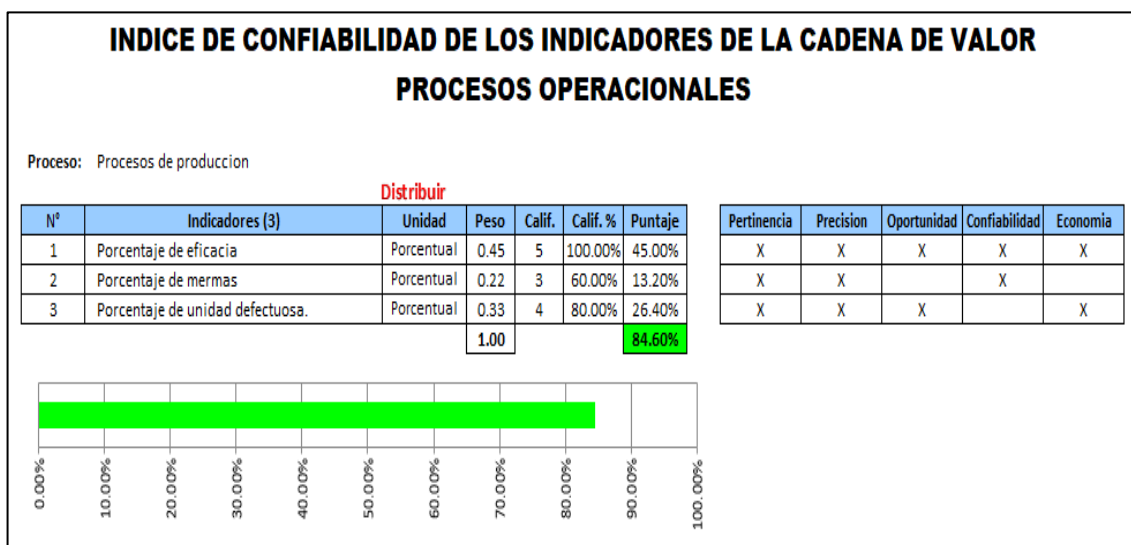 INDICE DE CONFIABILIDAD DE LOS INDICADORES DE LA CADENA DE VALOR
PROCESOS OPERACIONALES
Proceso: Procesos de produccion
Distribuir
N° Indicadores (3) Unidad Peso Calif. Calif. % Puntaje Pertinencia Precision Oportunidad Confiabilidad Economia
1 Porcentaje de eficacia Porcentual 0.45 5 100.00% 45.00% X X X X X
2 Porcentaje de mermas Porcentual 0.22 3 60.00% 13.20% X X X
3 Porcentaje de unidad defectuosa. Porcentual 0.33 4 80.00% 26.40% X X X X
1.00 84.60%
0.00% 10.00% 20.00% 30.00% 40.00% 50.00% 60.00% 70.00% 80.00% 90.00% 100.00%